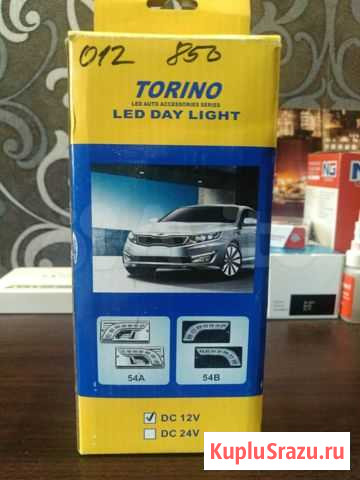 012 850
TORINO
LED AUTO ACCESSORIES SERIES
LED DAY LIGHT
54A 54B
DC 12V
DC 24V
NG
KupluSrazu.ru